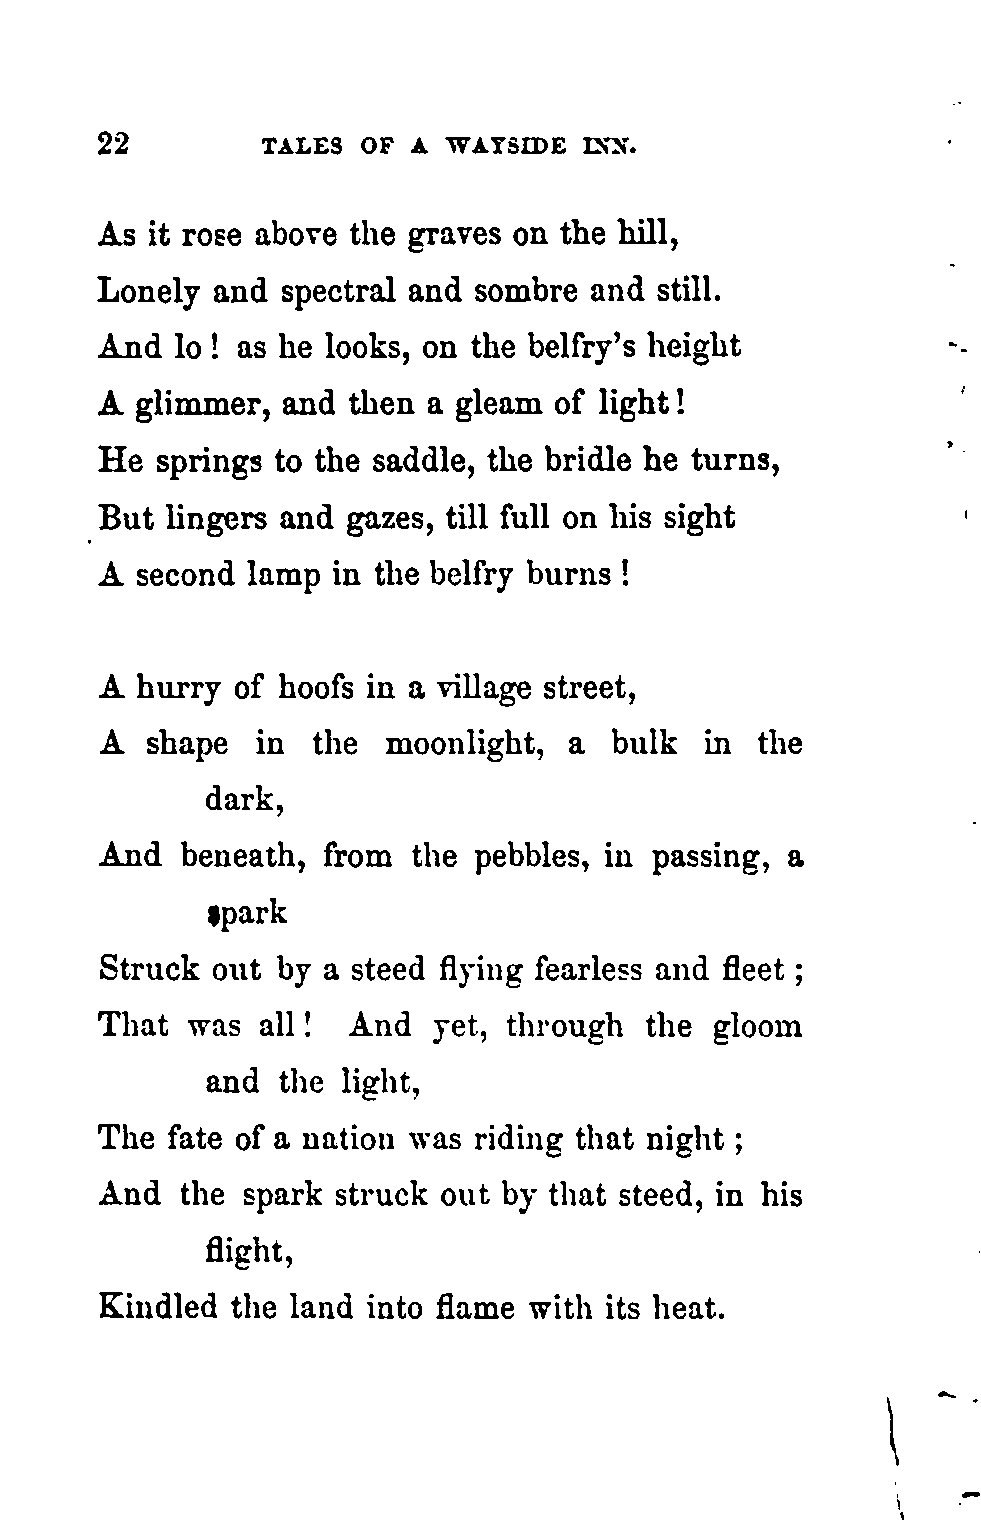 22 TALES OF A WAYSIDE INN.
As it rose above the graves on the hill,
Lonely and spectral and sombre and still.
And lo! as he looks, on the belfry's height
A glimmer, and then a gleam of light!
He springs to the saddle, the bridle he turns,
But lingers and gazes, till full on his sight
A second lamp in the belfry burns!
A hurry of hoofs in a village street,
A shape in the moonlight, a bulk in the
dark,
And beneath, from the pebbles, in passing, a
spark
Struck out by a steed flying fearless and fleet;
That was all! And yet, through the gloom
and the light,
The fate of a nation was riding that night;
And the spark struck out by that steed, in his
flight,
Kindled the land into flame with its heat.